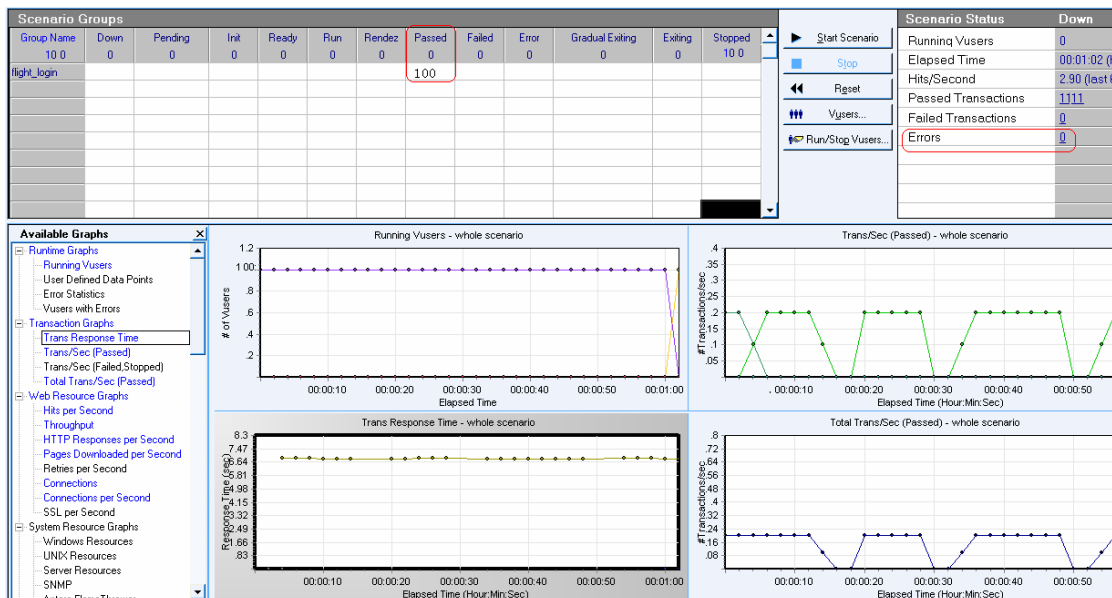 Scenario Groups
Group Name Down Pending Init Ready Run Rendez Passed Failed Error Gradual Exiting Exiting Stopped
10 0 0 0 0 0 0 0 0 0 0 0 0 10 0
flight_login 100
Start Scenario
Stop
Reset
Vusers...
Run/Stop Vusers...
Scenario Status Down
Running Vusers 0
Elapsed Time 00:01:02
Hits/Second 2.90 (last
Passed Transactions 1111
Failed Transactions 0
Errors 0
Available Graphs
Runtime Graphs
Running Vusers
User Defined Data Points
Error Statistics
Vusers with Errors
Transaction Graphs
Trans Response Time
Trans/Sec (Passed)
Trans/Sec (Failed,Stopped)
Total Trans/Sec (Passed)
Web Resource Graphs
Hits per Second
Throughput
HTTP Responses per Second
Pages Downloaded per Second
Retries per Second
Connections
Connections per Second
SSL per Second
System Resource Graphs
Windows Resources
UNIX Resources
Server Resources
SNMP
Running Vusers - whole scenario
# of Vusers
1.2
100
.8
.6
.4
.2
00:00:10 00:00:20 00:00:30 00:00:40 00:00:50 00:01:00
Elapsed Time
Trans/Sec (Passed) - whole scenario
#Transactions/sec
.4
.35
.3
.25
.2
.15
.1
.05
00:00:10 00:00:20 00:00:30 00:00:40 00:00:50
Elapsed Time (Hour:Min:Sec)
Trans Response Time - whole scenario
Response Time (sec)
8.3
7.47
6.64
5.81
4.98
4.15
3.32
2.49
1.66
.83
00:00:10 00:00:20 00:00:30 00:00:40 00:00:50 00:01:00
Elapsed Time (Hour:Min:Sec)
Total Trans/Sec (Passed) - whole scenario
#Transactions/sec
.8
.72
.64
.56
.48
.4
.32
.24
.16
.08
00:00:10 00:00:20 00:00:30 00:00:40 00:00:50
Elapsed Time (Hour:Min:Sec)